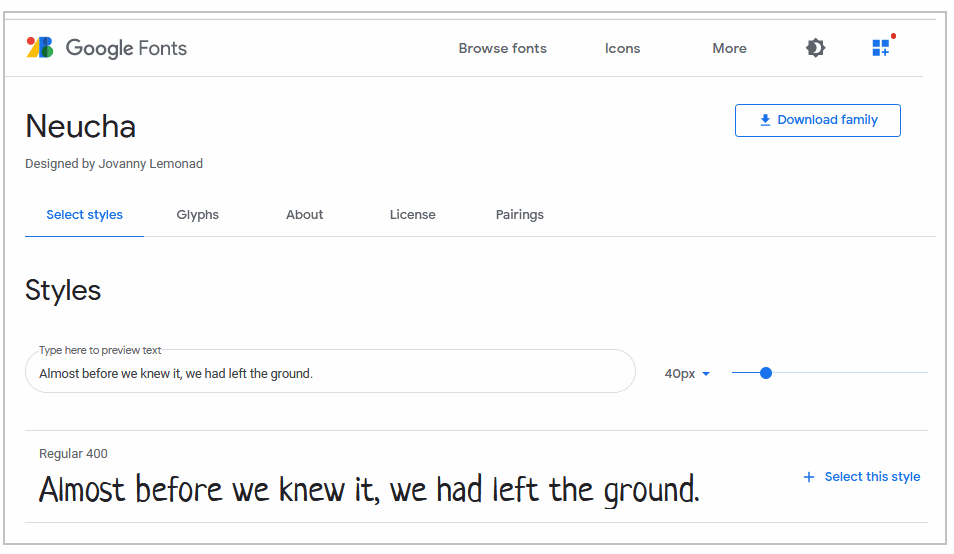 Google Fonts
Browse fonts
Icons
More
Neucha
Download family
Designed by Jovanny Lemonad
Select styles
Glyphs
About
License
Pairings
Styles
Type here to preview text
Almost before we knew it, we had left the ground.
40px
Regular 400
Almost before we knew it, we had left the ground.
+ Select this style